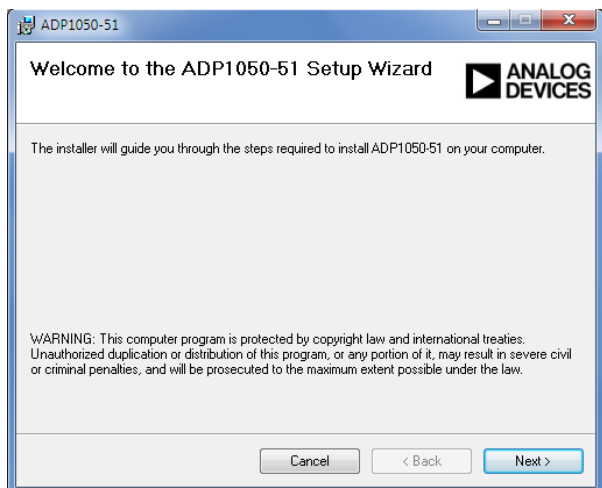 ADP1050-51
Welcome to the ADP1050-51 Setup Wizard
ANALOG
DEVICES
The installer will guide you through the steps required to install ADP1050-51 on your computer.
WARNING: This computer program is protected by copyright law and international treaties.
Unauthorized duplication or distribution of this program, or any portion of it, may result in severe civil
or criminal penalties, and will be prosecuted to the maximum extent possible under the law.
Cancel
< Back
Next >